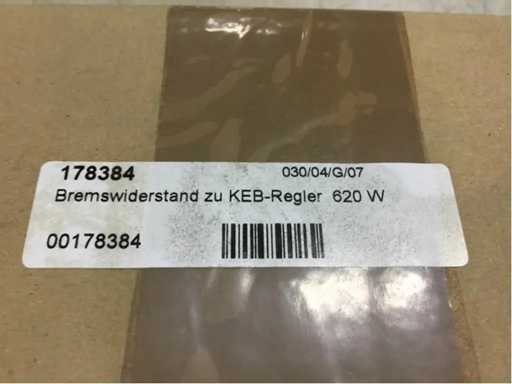 178384 030/04/G/07
Bremswiderstand zu KEB-Regler 620 W
00178384